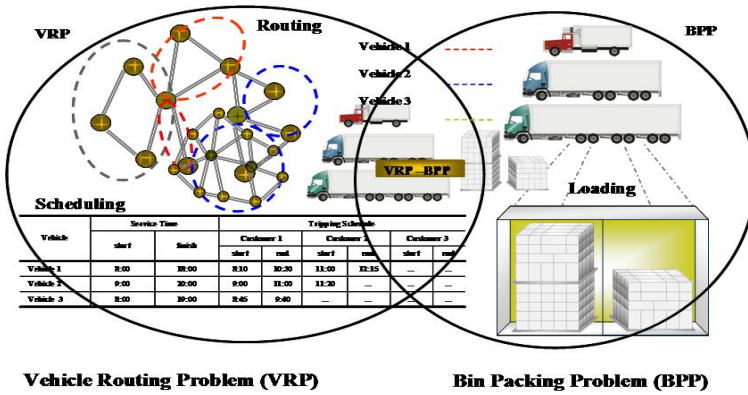 VRP
Routing
BPP
Vehicle 1
Vehicle 2
Vehicle 3
VRP –BPP
Loading
Scheduling
Vehicle Service Time Tripping Schedule
start finish Customer 1 Customer 2 Customer 3
start end start end start end
Vehicle 1 8:00 18:00 8:10 10:30 11:00 12:15 ... ...
Vehicle 2 9:00 20:00 9:00 11:00 11:20 ... ... ...
Vehicle 3 8:00 19:00 8:45 9:40 ... ... ... ...
Vehicle Routing Problem (VRP)
Bin Packing Problem (BPP)